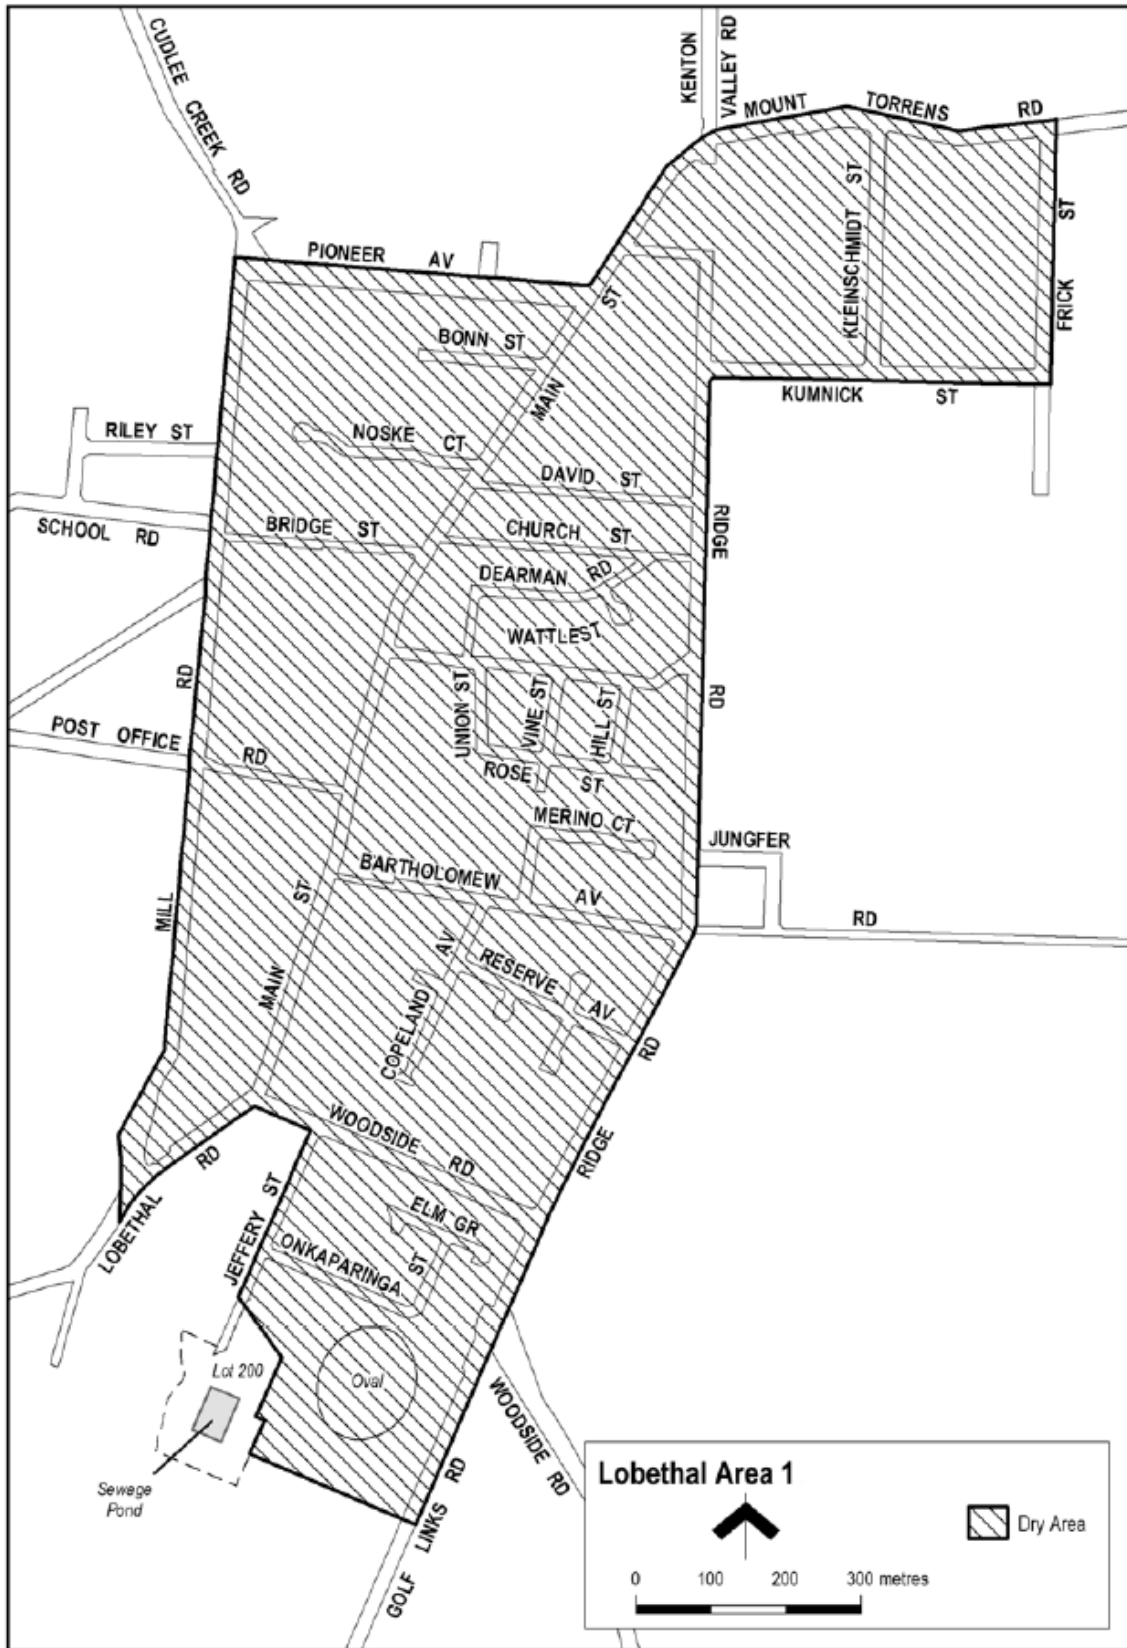 CUDLEE CREEK RD
KENTON
VALLEY RD
MOUNT TORRENS RD
KLEINSCHMIDT ST
FRICK ST
PIONEER AV
BONN ST
MAIN ST
KUMNICK ST
RILEY ST
NOSKE CT
DAVID ST
SCHOOL RD
BRIDGE ST
CHURCH ST
RIDGE RD
DEARMAN RD
WATTLE ST
UNION ST
VINE ST
HILL ST
POST OFFICE RD
ROSE ST
MERINO CT
JUNGFER RD
BARTHOLOMEW AV
MILL RD
MAIN ST
COPELAND AV
RESERVE AV
RIDGE RD
WOODSIDE RD
LOBETHAL RD
JEFFERY ST
ELM GR
ONKAPARINGA ST
Lot 200
Oval
Sewage
Pond
WOODSIDE RD
GOLF LINKS RD
Lobethal Area 1
Dry Area
0 100 200 300 metres